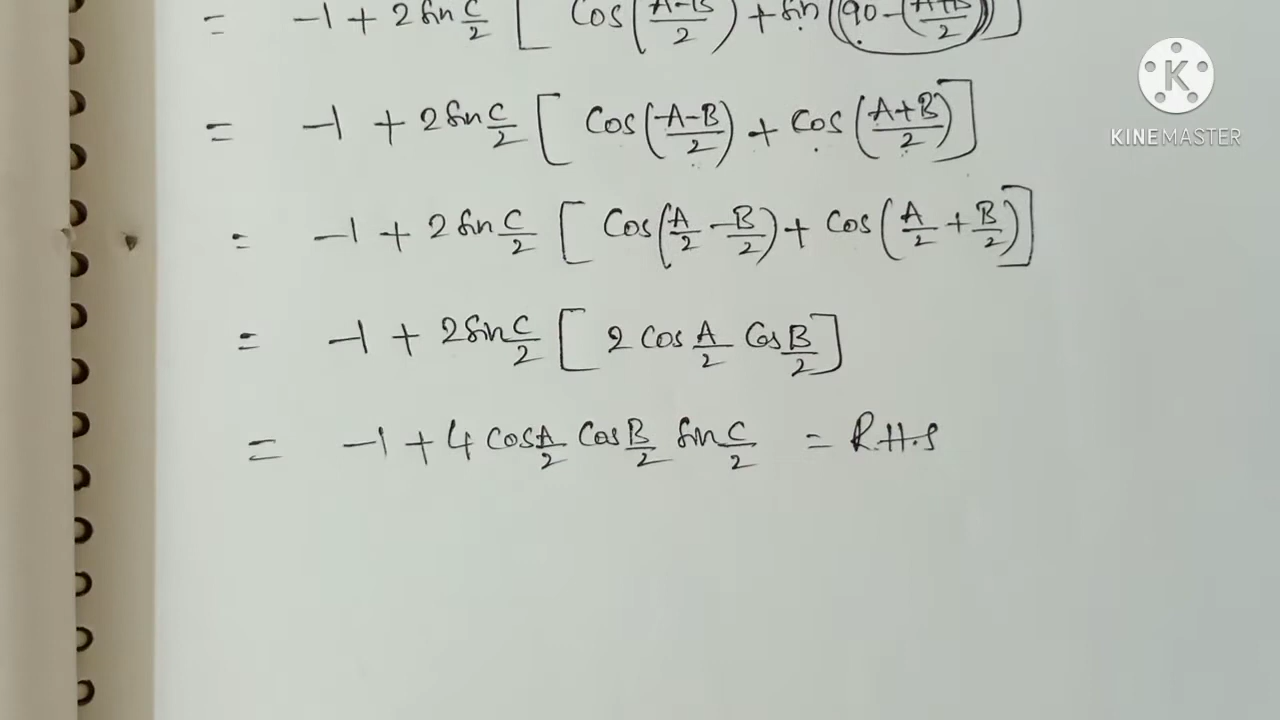 = -1 + 2 Sin C/2 [ Cos(A-B/2) + Sin(90-(A+B/2))]
= -1 + 2 Sin C/2 [ Cos(A-B/2) + Cos(A+B/2)]
= -1 + 2 Sin C/2 [ Cos(A/2 - B/2) + Cos(A/2 + B/2)]
= -1 + 2 Sin C/2 [ 2 Cos A/2 Cos B/2 ]
= -1 + 4 Cos A/2 Cos B/2 Sin C/2 = R.H.S
K
KINEMASTER